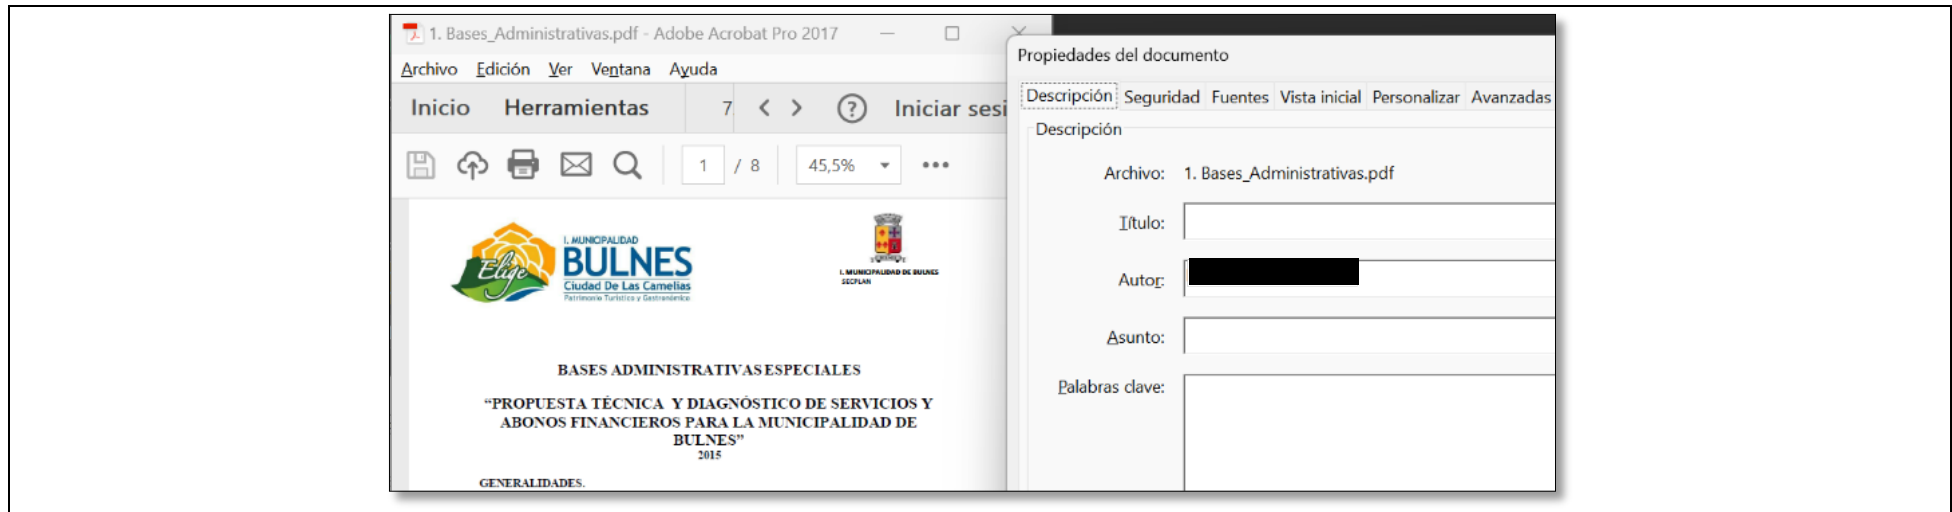 1. Bases_Administrativas.pdf - Adobe Acrobat Pro 2017
Archivo Edición Ver Ventana Ayuda
Inicio Herramientas 7 Iniciar sesi
1 / 8 45,5%
I. MUNICIPALIDAD
BULNES
Ciudad De Las Camelias
Patrimonio Turístico y Gastronómico
Elige
I. MUNICIPALIDAD DE BULNES
SECPLAN
BASES ADMINISTRATIVAS ESPECIALES
“PROPUESTA TÉCNICA Y DIAGNÓSTICO DE SERVICIOS Y
ABONOS FINANCIEROS PARA LA MUNICIPALIDAD DE
BULNES”
2015
GENERALIDADES.
Propiedades del documento
Descripción Seguridad Fuentes Vista inicial Personalizar Avanzadas
Descripción
Archivo: 1. Bases_Administrativas.pdf
Título:
Autor:
Asunto:
Palabras clave: